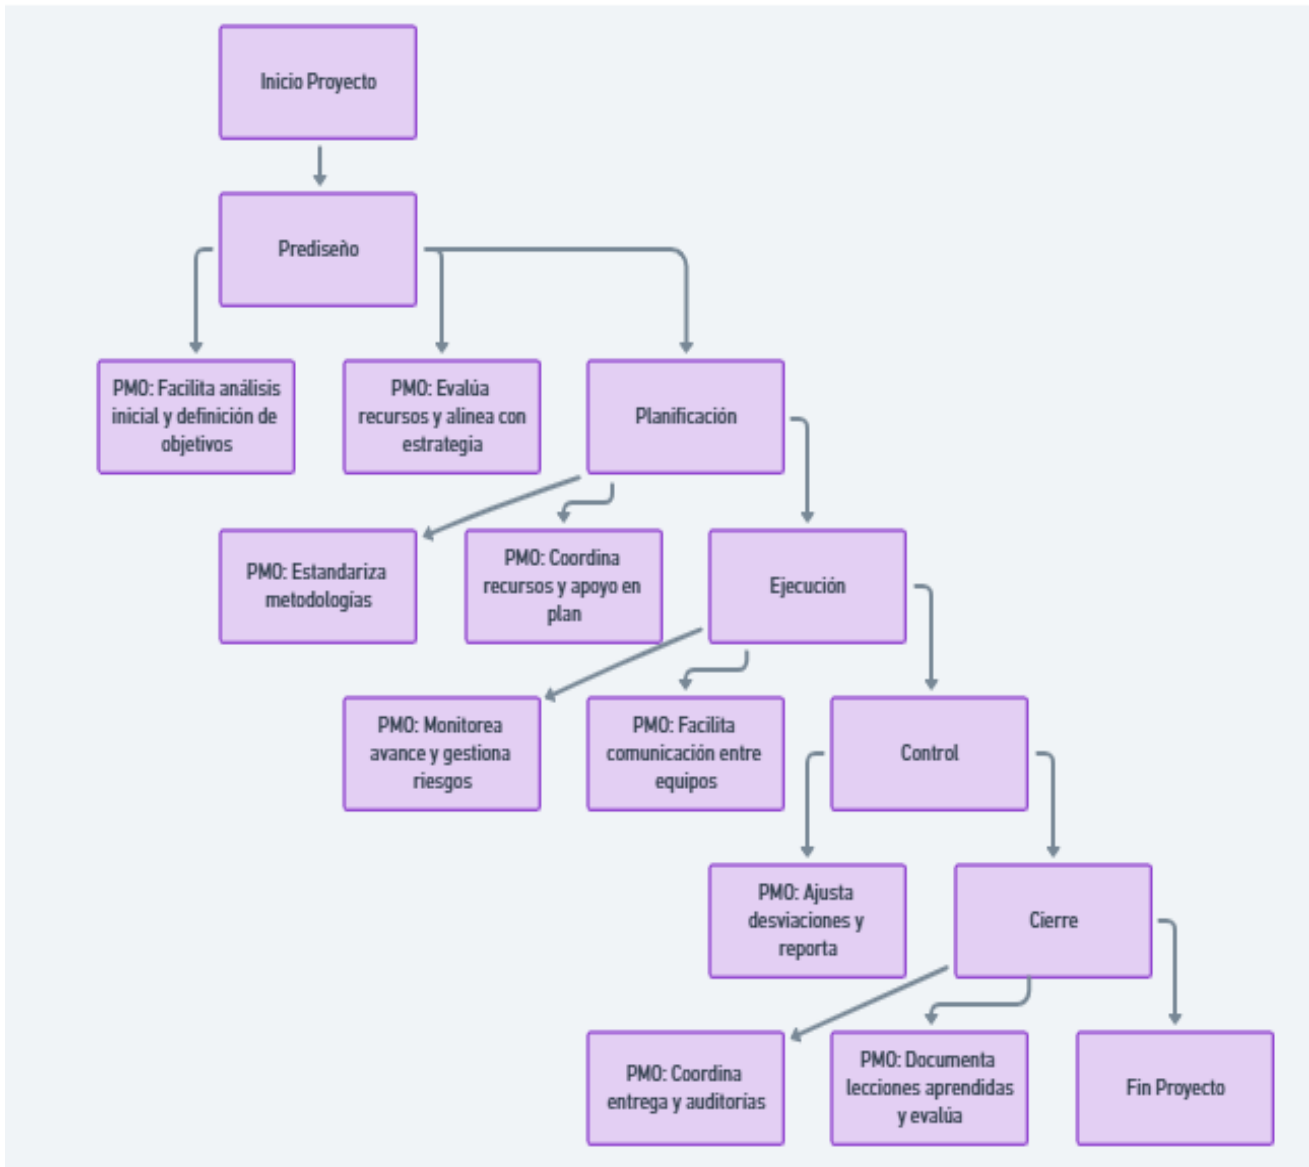 Inicio Proyecto
Prediseño
PMO: Facilita análisis
inicial y definición de
objetivos
PMO: Evalúa
recursos y alinea con
estrategia
Planificación
PMO: Estandariza
metodologías
PMO: Coordina
recursos y apoyo en
plan
Ejecución
PMO: Monitorea
avance y gestiona
riesgos
PMO: Facilita
comunicación entre
equipos
Control
PMO: Ajusta
desviaciones y
reporta
Cierre
PMO: Coordina
entrega y auditorías
PMO: Documenta
lecciones aprendidas
y evalúa
Fin Proyecto